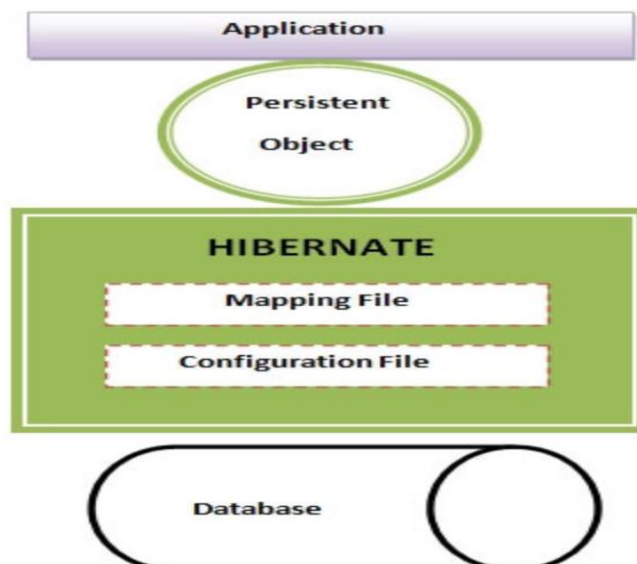 Application
Persistent
Object
HIBERNATE
Mapping File
Configuration File
Database